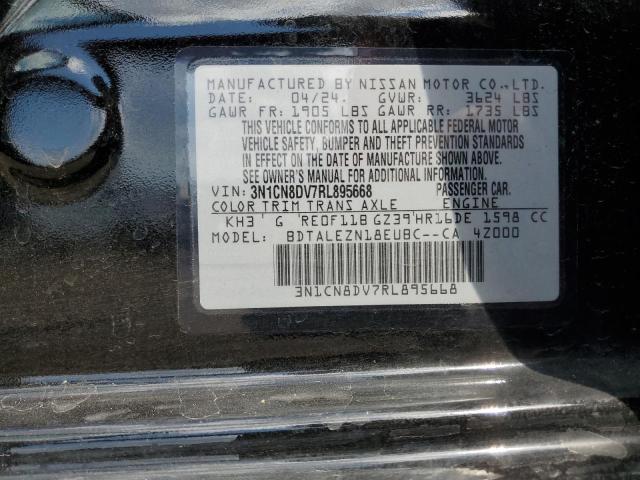 MANUFACTURED BY NISSAN MOTOR CO., LTD.
DATE: 04/24. GVWR: 3624 LBS
GAWR FR: 1905 LBS GAWR RR: 1735 LBS
THIS VEHICLE CONFORMS TO ALL APPLICABLE FEDERAL MOTOR
VEHICLE SAFETY, BUMPER AND THEFT PREVENTION STANDARDS
IN EFFECT ON THE DATE OF MANUFACTURE SHOWN ABOVE.
SEE OWNER'S MANUAL FOR ADDITIONAL INFORMATION.
VIN: 3N1CN8DV7RL895668 PASSENGER CAR.
COLOR TRIM TRANS AXLE ENGINE
KH3 ' G ' RE0F11B GZ39'HR16DE 1598 CC
MODEL: BDTALEZN18EUBC--CA 4Z000
3N1CN8DV7RL895668